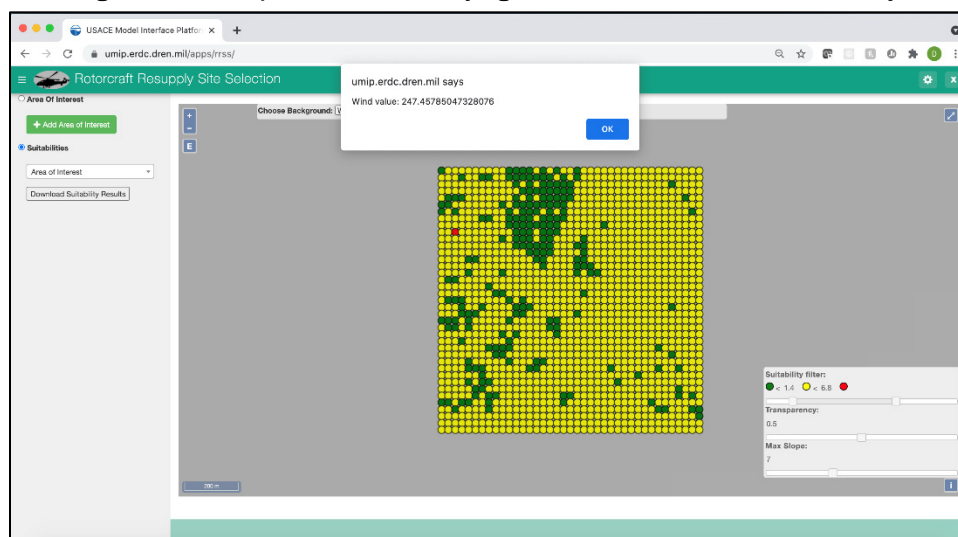 USACE Model Interface Platfor
umip.erdc.dren.mil/apps/rrss/
Rotorcraft Resupply Site Selection
umip.erdc.dren.mil says
Wind value: 247.45785047328076
OK
Area Of Interest
+ Add Area of Interest
Choose Background:
E
Suitabilities
Area of Interest
Download Suitability Results
Suitability filter:
< 1.4 < 6.8
Transparency:
0.5
Max Slope:
7
200 m
i